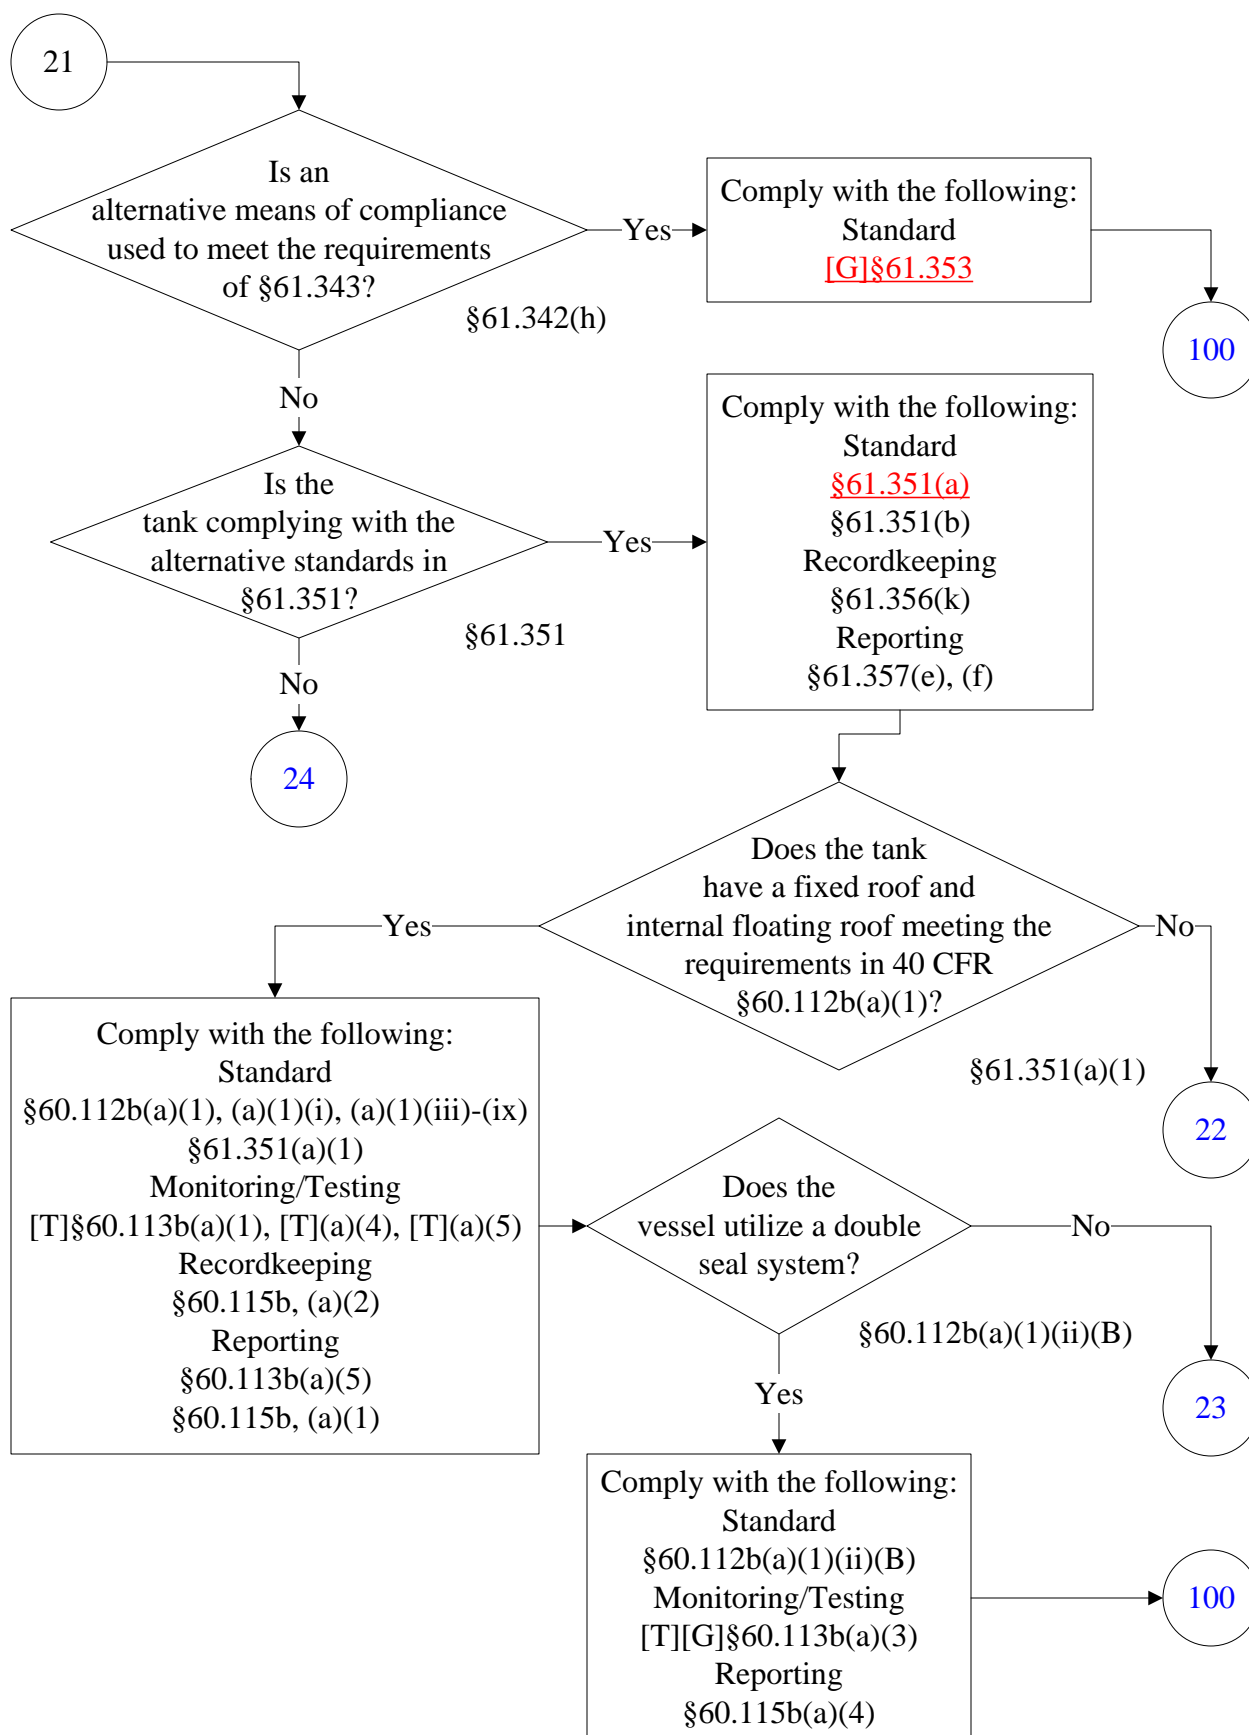 21
Is an
alternative means of compliance
used to meet the requirements
of §61.343?
§61.342(h)
Yes
Comply with the following:
Standard
[G]§61.353
100
No
Is the
tank complying with the
alternative standards in
§61.351?
§61.351
Yes
Comply with the following:
Standard
§61.351(a)
§61.351(b)
Recordkeeping
§61.356(k)
Reporting
§61.357(e), (f)
No
24
Does the tank
have a fixed roof and
internal floating roof meeting the
requirements in 40 CFR
§60.112b(a)(1)?
§61.351(a)(1)
No
22
Yes
Comply with the following:
Standard
§60.112b(a)(1), (a)(1)(i), (a)(1)(iii)-(ix)
§61.351(a)(1)
Monitoring/Testing
[T]§60.113b(a)(1), [T](a)(4), [T](a)(5)
Recordkeeping
§60.115b, (a)(2)
Reporting
§60.113b(a)(5)
§60.115b, (a)(1)
Does the
vessel utilize a double
seal system?
§60.112b(a)(1)(ii)(B)
No
23
Yes
Comply with the following:
Standard
§60.112b(a)(1)(ii)(B)
Monitoring/Testing
[T][G]§60.113b(a)(3)
Reporting
§60.115b(a)(4)
100